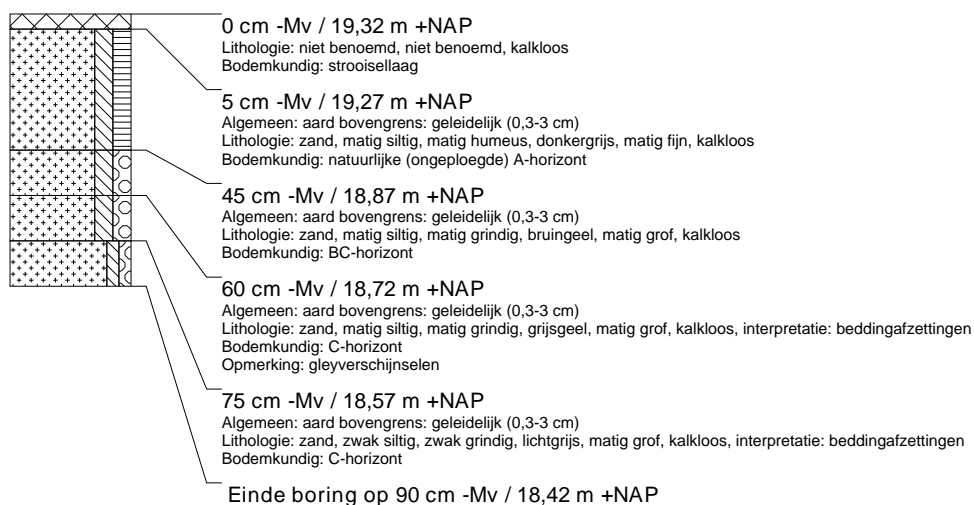 0 cm -Mv / 19,32 m +NAP
Lithologie: niet benoemd, niet benoemd, kalkloos
Bodemkundig: strooisellaag
5 cm -Mv / 19,27 m +NAP
Algemeen: aard bovengrens: geleidelijk (0,3-3 cm)
Lithologie: zand, matig siltig, matig humeus, donkergrijs, matig fijn, kalkloos
Bodemkundig: natuurlijke (ongeploegde) A-horizont
45 cm -Mv / 18,87 m +NAP
Algemeen: aard bovengrens: geleidelijk (0,3-3 cm)
Lithologie: zand, matig siltig, matig grindig, bruingeel, matig grof, kalkloos
Bodemkundig: BC-horizont
60 cm -Mv / 18,72 m +NAP
Algemeen: aard bovengrens: geleidelijk (0,3-3 cm)
Lithologie: zand, matig siltig, matig grindig, grijsgeel, matig grof, kalkloos, interpretatie: beddingafzettingen
Bodemkundig: C-horizont
Opmerking: gleyverschijnselen
75 cm -Mv / 18,57 m +NAP
Algemeen: aard bovengrens: geleidelijk (0,3-3 cm)
Lithologie: zand, zwak siltig, zwak grindig, lichtgrijs, matig grof, kalkloos, interpretatie: beddingafzettingen
Bodemkundig: C-horizont
Einde boring op 90 cm -Mv / 18,42 m +NAP